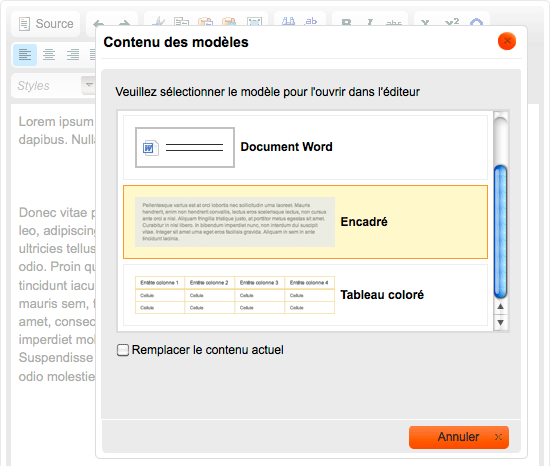 Source
abc
Contenu des modèles
Styles
Veuillez sélectionner le modèle pour l'ouvrir dans l'éditeur
Lorem ipsum
dapibus. Nulla
Document Word
Pellentesque varius est at orci lobortis nec sollicitudin urna laoreet. Mauris
hendrerit, enim non hendrerit convallis, lectus eros scelerisque lectus, non cursus
ante orci a nisi. Aliquam fringilla tristique justo, at porttitor metus egestas sit amet.
Curabitur in nisl libero. In bibendum imperdiet nunc, non interdum dui suscipit
vitae. Integer sit amet urna eget eros facilisis gravida. Aliquam in sem in ante
tincidunt lacinia.
Encadré
Donec vitae p
leo, adipiscing
ultricies tellus
odio. Proin qu
tincidunt iacu
mauris sem, f
amet, consec
imperdiet mol
Suspendisse
odio molestie
Entête colonne 1 Entête colonne 2 Entête colonne 3 Entête colonne 4
Cellule Cellule Cellule Cellule
Cellule Cellule Cellule Cellule
Tableau coloré
Remplacer le contenu actuel
Annuler